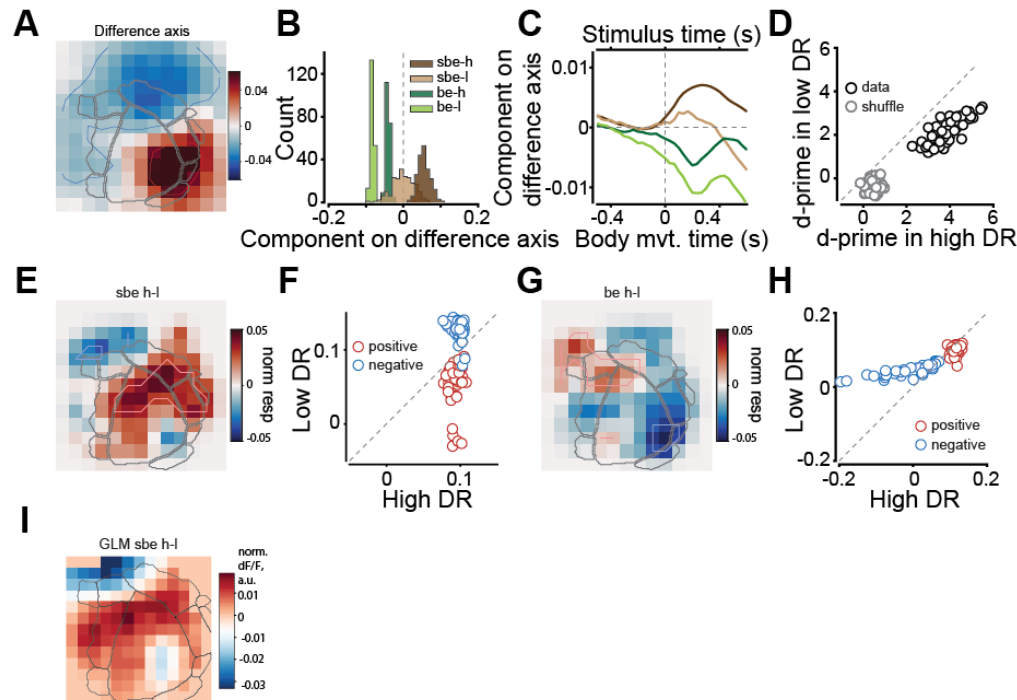 A
Difference axis
0.04
0
-0.04
B
130
80
40
0
Count
sbe-h
sbe-l
be-h
be-l
-0.2
0
0.2
Component on difference axis
C
Stimulus time (s)
0.01
0
-0.01
Component on
difference axis
-0.4
0
0.4
Body mvt. time (s)
D
6
4
2
0
d-prime in low DR
data
shuffle
0
2
4
6
d-prime in high DR
E
sbe h-l
0.05
0
-0.05
norm resp
F
0.1
0
Low DR
positive
negative
0
0.1
High DR
G
be h-l
0.05
0
-0.05
norm resp
H
0.2
0
-0.2
Low DR
positive
negative
-0.2
0
0.2
High DR
I
GLM sbe h-l
norm.
dF/F,
a.u.
0.01
0
-0.01
-0.02
-0.03